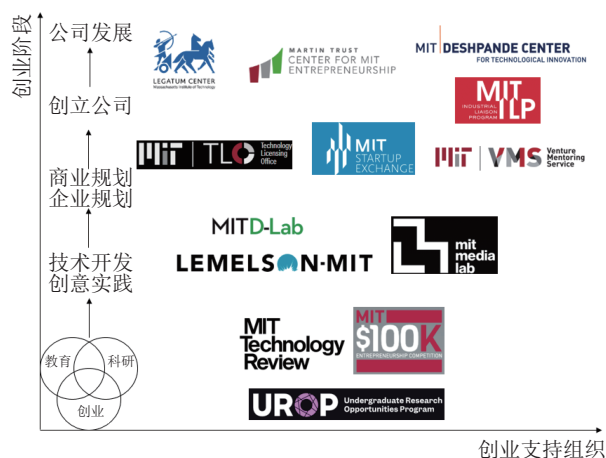 创业阶段
公司发展
创立公司
商业规划
企业规划
技术开发
创意实践
教育
科研
创业
LEGATUM CENTER
Massachusetts Institute of Technology
MARTIN TRUST
CENTER FOR MIT
ENTREPRENEURSHIP
MIT DESHPANDE CENTER
FOR TECHNOLOGICAL INNOVATION
MIT
INDUSTRIAL
LIAISON
PROGRAM
ILP
MIT TLO Technology
Licensing
Office
MIT
STARTUP
EXCHANGE
MIT VMS Venture
Mentoring
Service
MIT D-Lab
LEMELSON-MIT
mit
media
lab
MIT
Technology
Review
MIT
$100K
ENTREPRENEURSHIP COMPETITION
UROP Undergraduate Research
Opportunities Program
创业支持组织